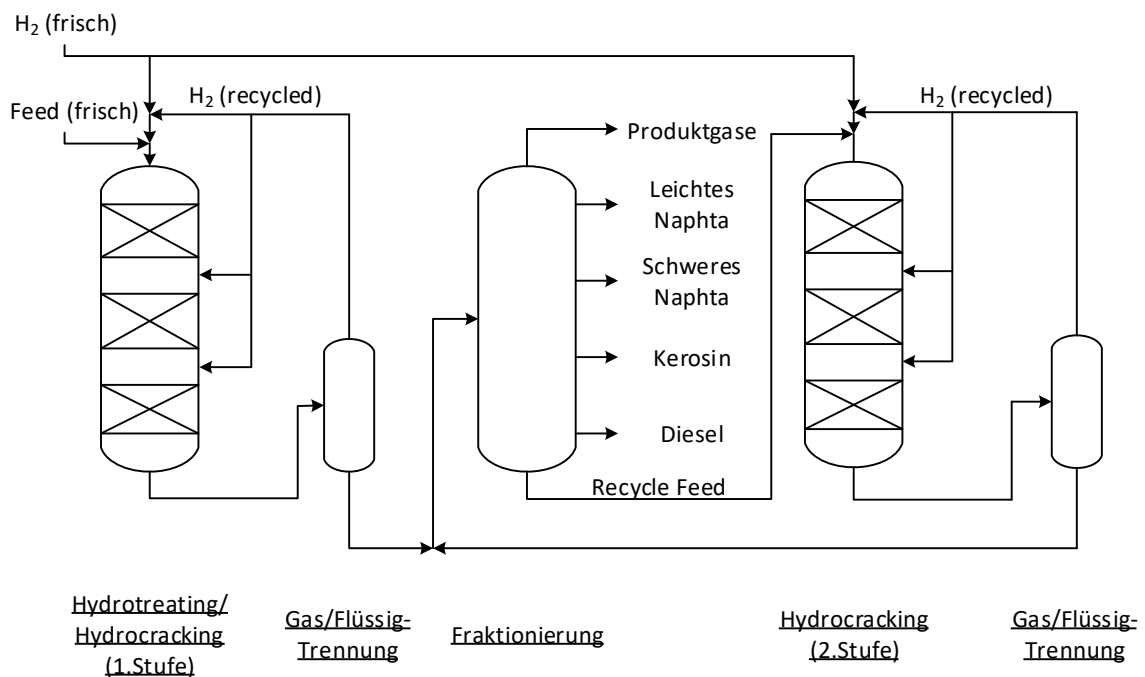 H₂ (frisch)
Feed (frisch)
H₂ (recycled)
Produktgase
Leichtes
Naphta
Schweres
Naphta
Kerosin
Diesel
Recycle Feed
H₂ (recycled)
Hydrotreating/
Hydrocracking
(1.Stufe)
Gas/Flüssig-
Trennung
Fraktionierung
Hydrocracking
(2.Stufe)
Gas/Flüssig-
Trennung